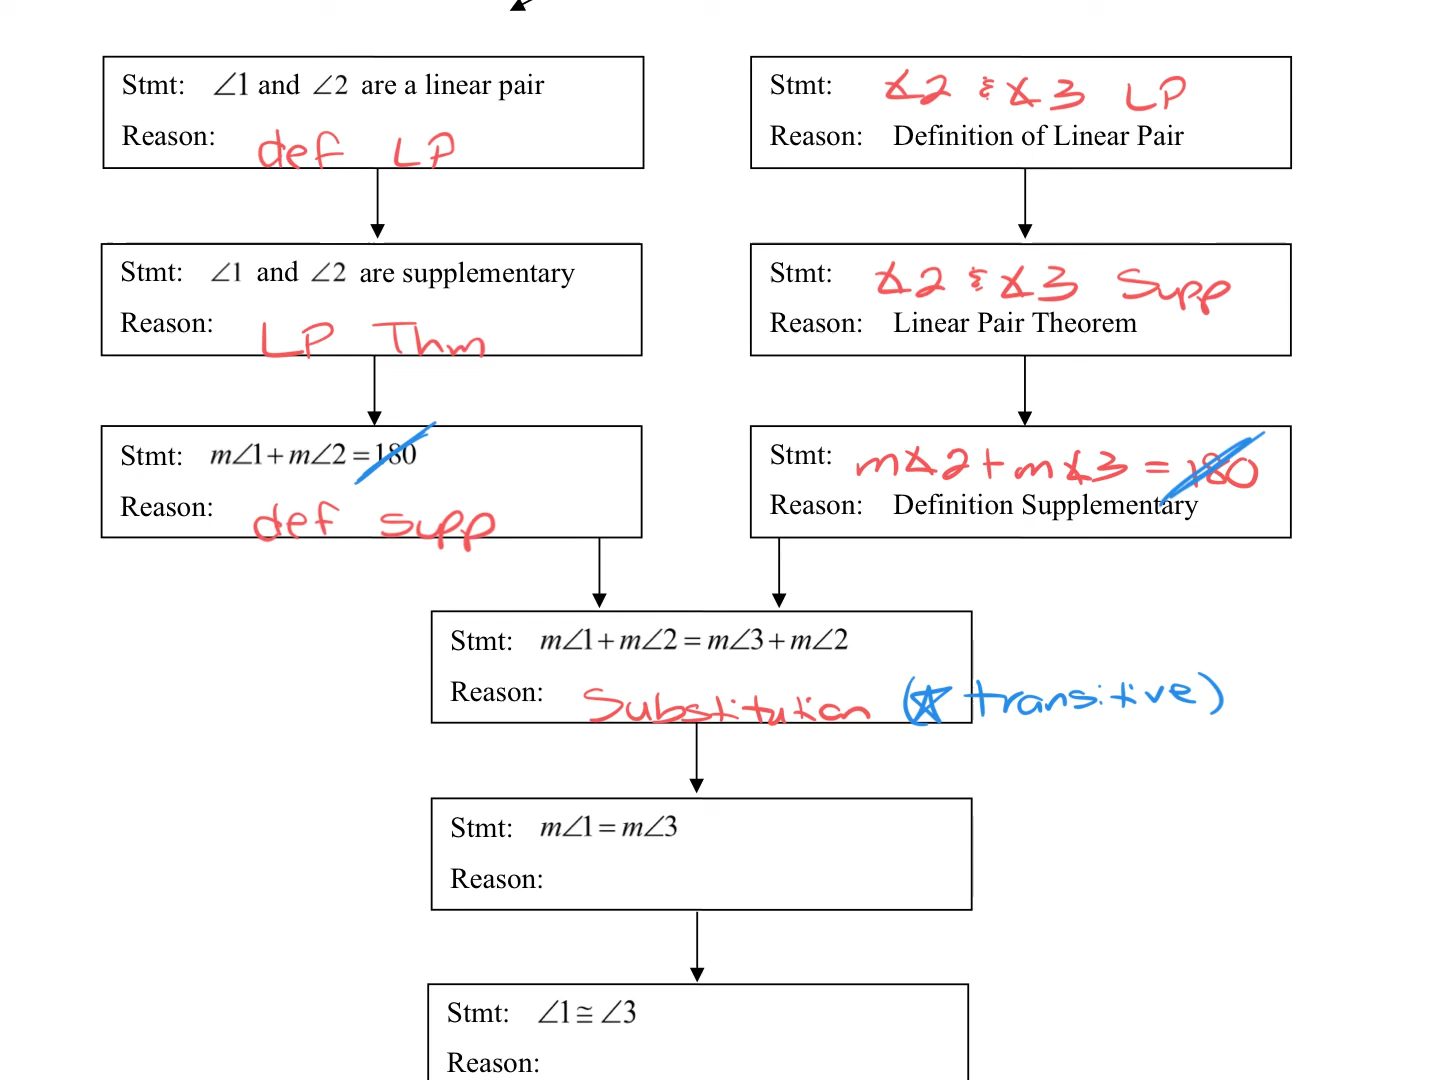 Stmt: ∠1 and ∠2 are a linear pair
Reason: def LP
Stmt: ∡2 & ∡3 LP
Reason: Definition of Linear Pair
Stmt: ∠1 and ∠2 are supplementary
Reason: LP Thm
Stmt: ∡2 & ∡3 Supp
Reason: Linear Pair Theorem
Stmt: m∠1 + m∠2 = 180
Reason: def supp
Stmt: m∡2 + m∡3 = 180
Reason: Definition Supplementary
Stmt: m∠1 + m∠2 = m∠3 + m∠2
Reason: Substitution (☆ transitive)
Stmt: m∠1 = m∠3
Reason:
Stmt: ∠1 ≅ ∠3
Reason: